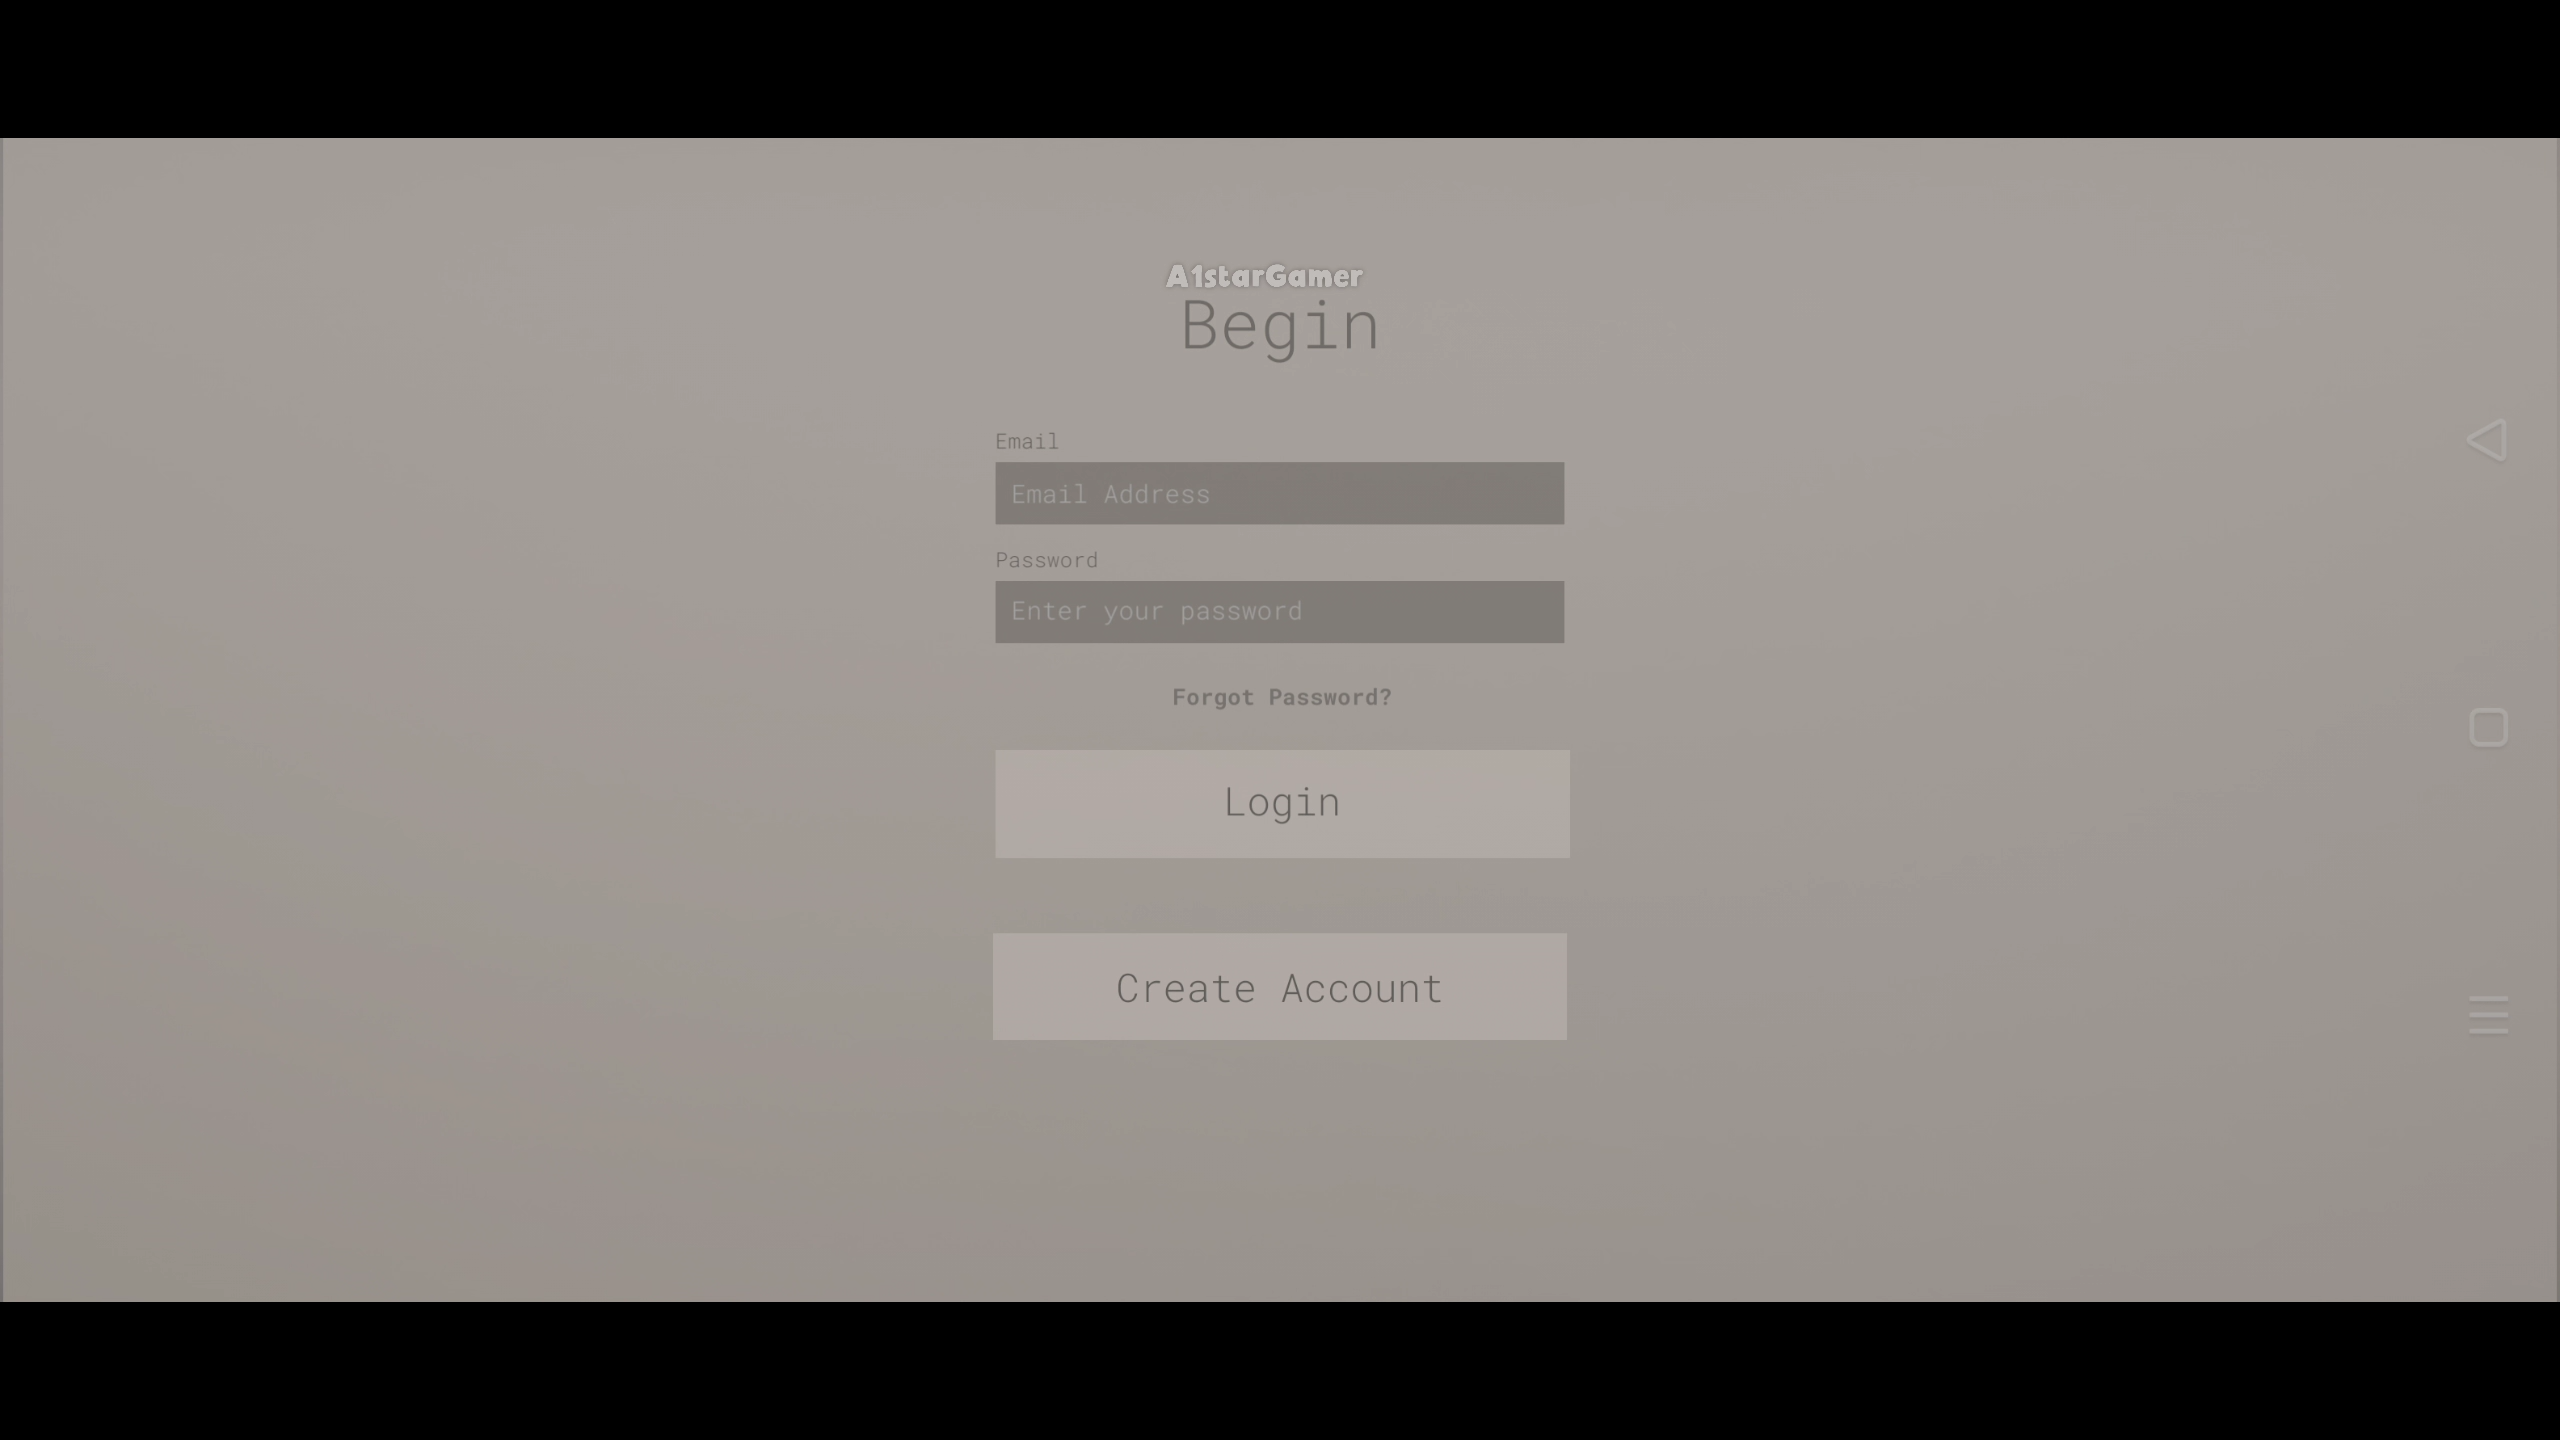 A1starGamer
Begin
Email
Email Address
Password
Enter your password
Forgot Password?
Login
Create Account